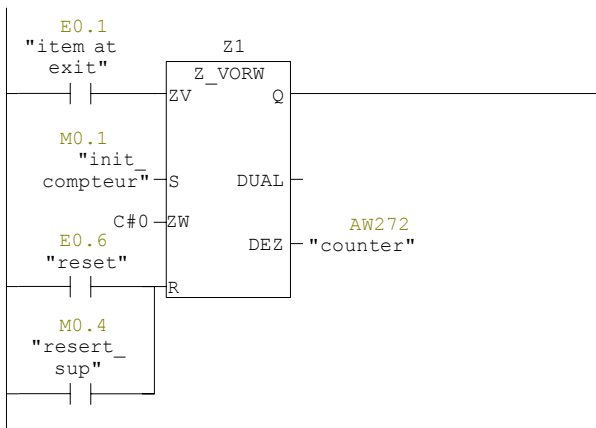 E0.1
"item at
exit"
Z1
Z_VORW
ZV
Q
M0.1
"init_
compteur"
S
DUAL
C#0
ZW
AW272
DEZ
"counter"
E0.6
"reset"
R
M0.4
"resert_
sup"